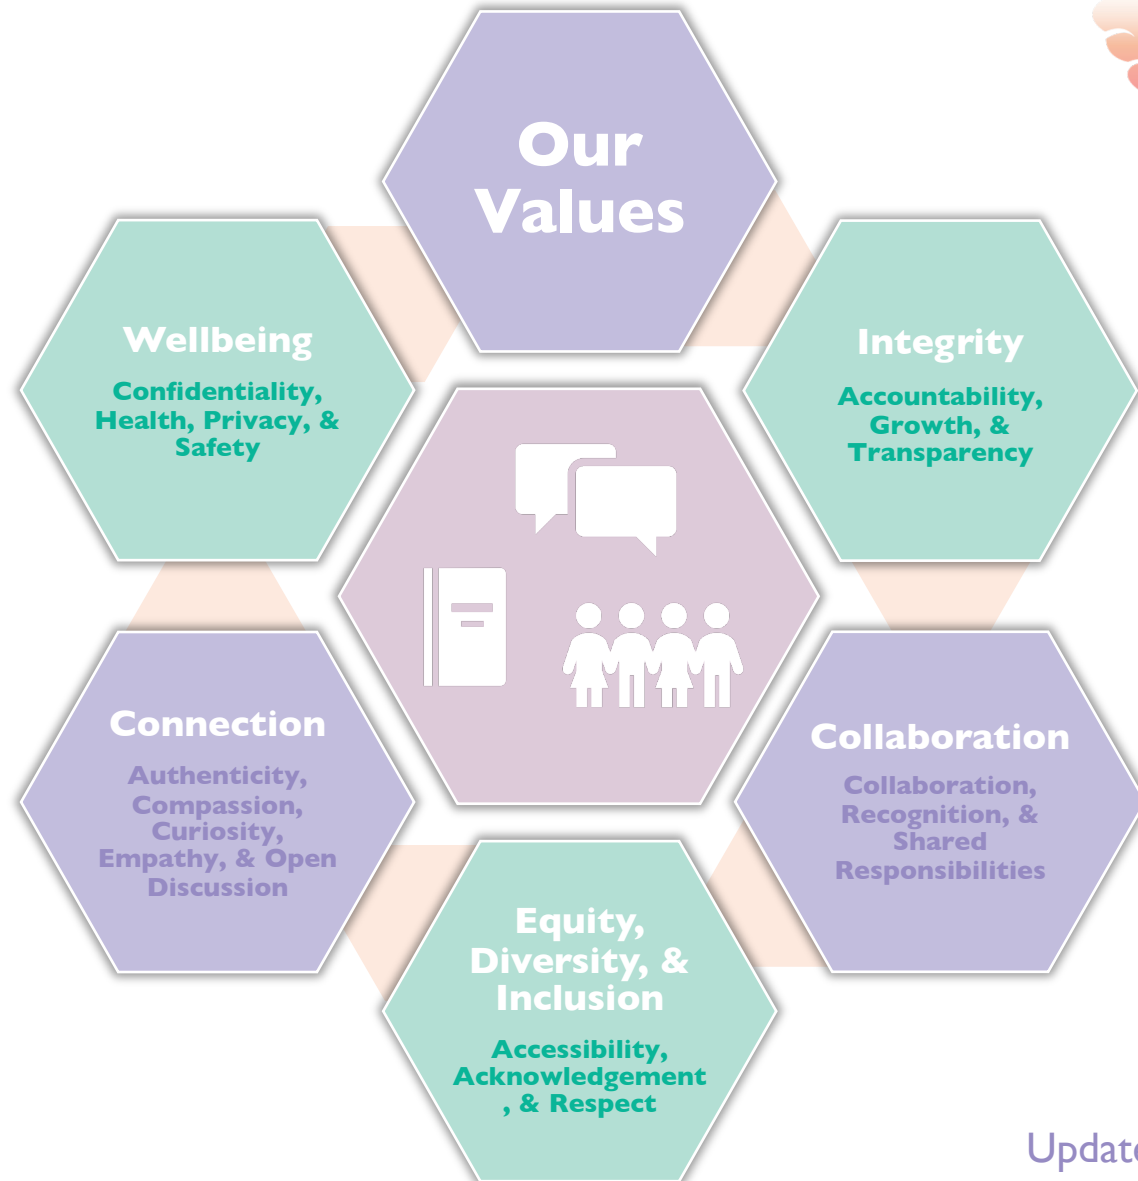 Our
Values
Wellbeing
Confidentiality,
Health, Privacy, &
Safety
Integrity
Accountability,
Growth, &
Transparency
Connection
Authenticity,
Compassion,
Curiosity,
Empathy, & Open
Discussion
Collaboration
Collaboration,
Recognition, &
Shared
Responsibilities
Equity,
Diversity, &
Inclusion
Accessibility,
Acknowledgement
, & Respect
Update